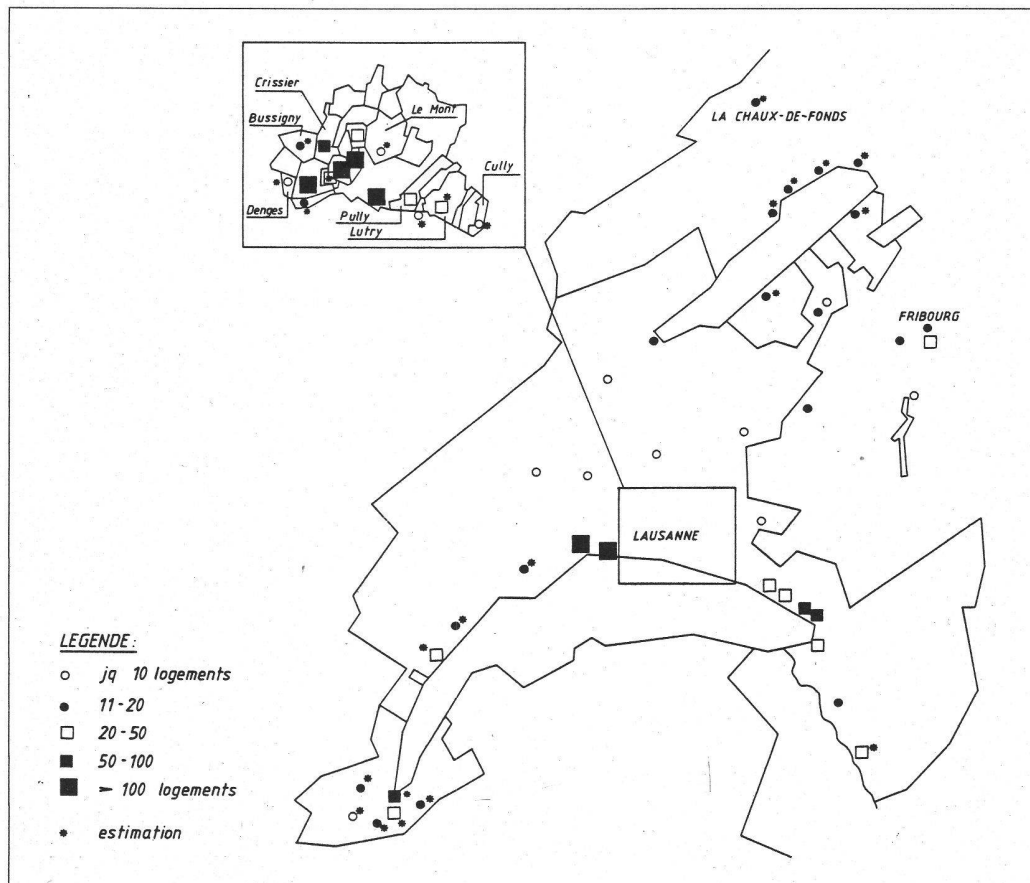 Crissier
Bussigny
Le Mont
Cully
Denges
Pully
Lutry
LA CHAUX-DE-FONDS
FRIBOURG
LAUSANNE
LEGENDE:
jq 10 logements
11-20
20-50
50-100
> 100 logements
* estimation